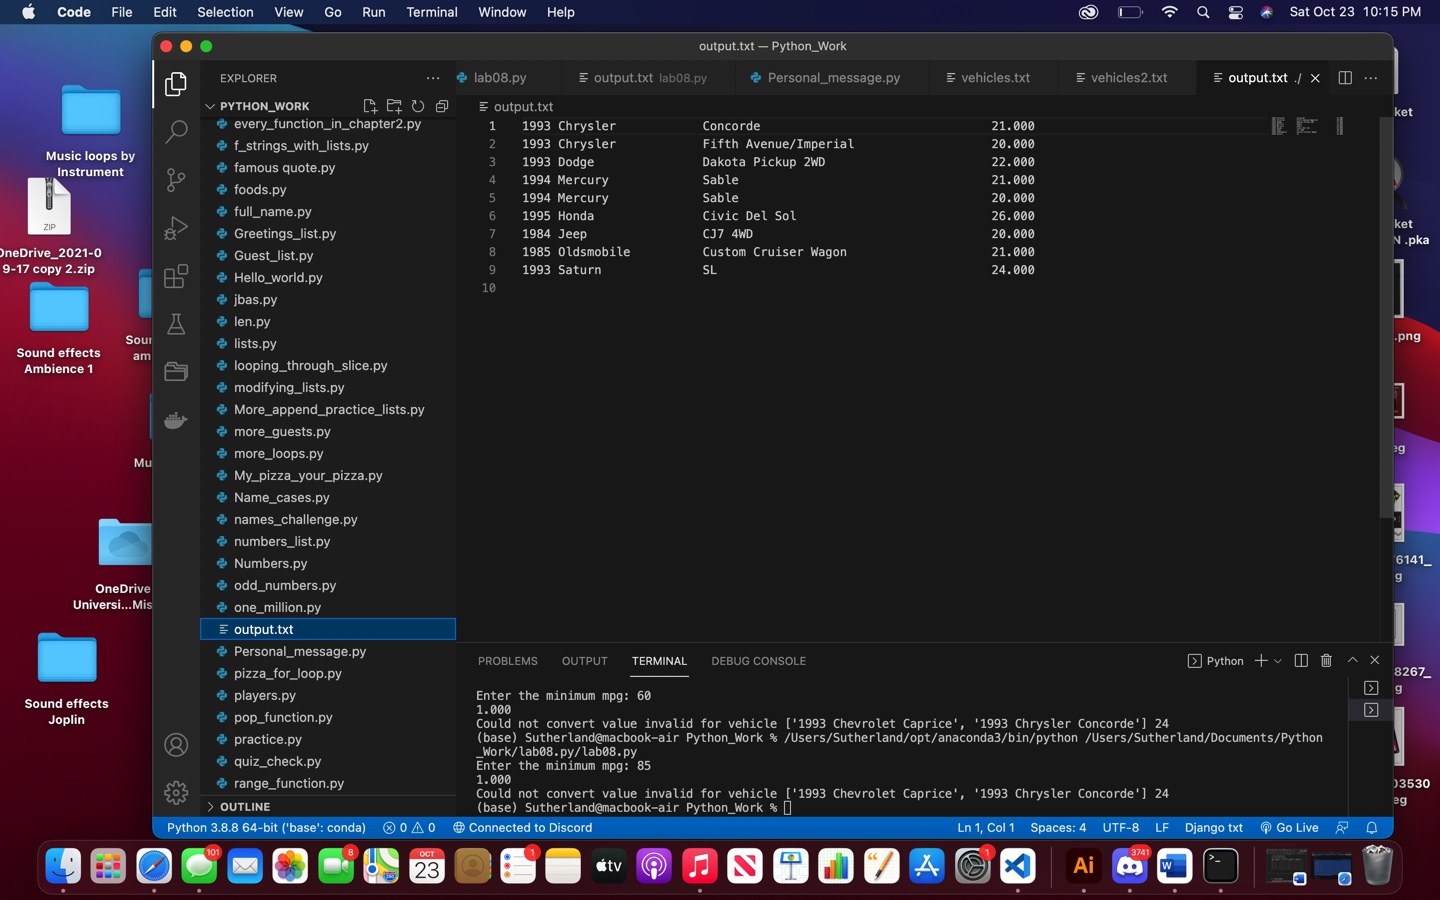 Code File Edit Selection View Go Run Terminal Window Help Sat Oct 23 10:15 PM
output.txt — Python_Work
EXPLORER
lab08.py output.txt lab08.py Personal_message.py vehicles.txt vehicles2.txt output.txt ./
PYTHON_WORK
output.txt
every_function_in_chapter2.py
f_strings_with_lists.py
famous quote.py
foods.py
full_name.py
Greetings_list.py
Guest_list.py
Hello_world.py
jbas.py
len.py
lists.py
looping_through_slice.py
modifying_lists.py
More_append_practice_lists.py
more_guests.py
more_loops.py
My_pizza_your_pizza.py
Name_cases.py
names_challenge.py
numbers_list.py
Numbers.py
odd_numbers.py
one_million.py
output.txt
Personal_message.py
pizza_for_loop.py
players.py
pop_function.py
practice.py
quiz_check.py
range_function.py
OUTLINE
1 1993 Chrysler Concorde 21.000
2 1993 Chrysler Fifth Avenue/Imperial 20.000
3 1993 Dodge Dakota Pickup 2WD 22.000
4 1994 Mercury Sable 21.000
5 1994 Mercury Sable 20.000
6 1995 Honda Civic Del Sol 26.000
7 1984 Jeep CJ7 4WD 20.000
8 1985 Oldsmobile Custom Cruiser Wagon 21.000
9 1993 Saturn SL 24.000
10
PROBLEMS OUTPUT TERMINAL DEBUG CONSOLE Python
Enter the minimum mpg: 60
1.000
Could not convert value invalid for vehicle ['1993 Chevrolet Caprice', '1993 Chrysler Concorde'] 24
(base) Sutherland@macbook-air Python_Work % /Users/Sutherland/opt/anaconda3/bin/python /Users/Sutherland/Documents/Python
_Work/lab08.py/lab08.py
Enter the minimum mpg: 85
1.000
Could not convert value invalid for vehicle ['1993 Chevrolet Caprice', '1993 Chrysler Concorde'] 24
(base) Sutherland@macbook-air Python_Work %
Python 3.8.8 64-bit ('base': conda) 0 0 Connected to Discord Ln 1, Col 1 Spaces: 4 UTF-8 LF Django txt Go Live
Music loops by
Instrument
ZIP
OneDrive_2021-0
9-17 copy 2.zip
Sound effects
Ambience 1
Sour
am
Mu
OneDrive
Universi...Mis
Sound effects
Joplin
ket
ket
N .pka
.png
eg
6141_
g
8267_
g
03530
eg
101 8 OCT 23 1 tv 1 Ai 3741